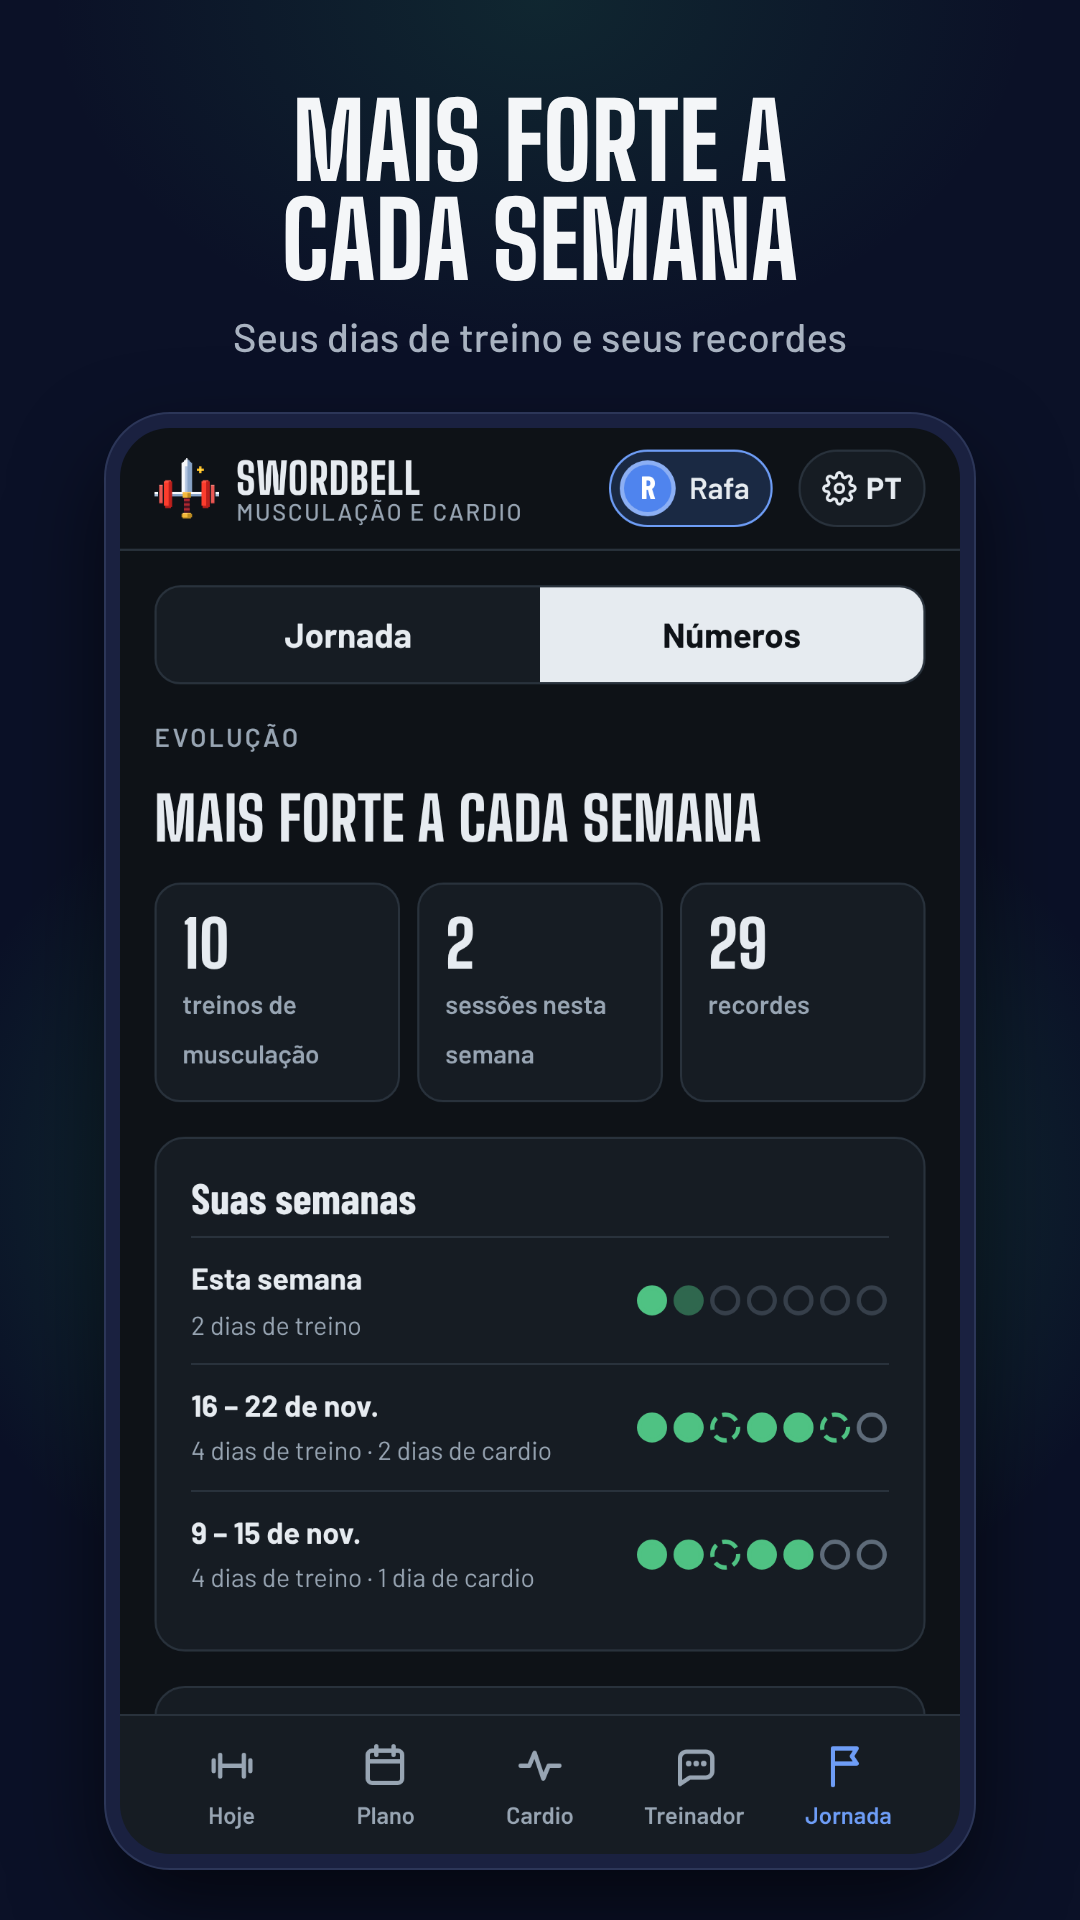 MAIS FORTE A
CADA SEMANA
Seus dias de treino e seus recordes
SWORDBELL
MUSCULAÇÃO E CARDIO
R
Rafa
PT
Jornada
Números
EVOLUÇÃO
MAIS FORTE A CADA SEMANA
10
treinos de
musculação
2
sessões nesta
semana
29
recordes
Suas semanas
Esta semana
2 dias de treino
16 – 22 de nov.
4 dias de treino · 2 dias de cardio
9 – 15 de nov.
4 dias de treino · 1 dia de cardio
Hoje
Plano
Cardio
Treinador
Jornada